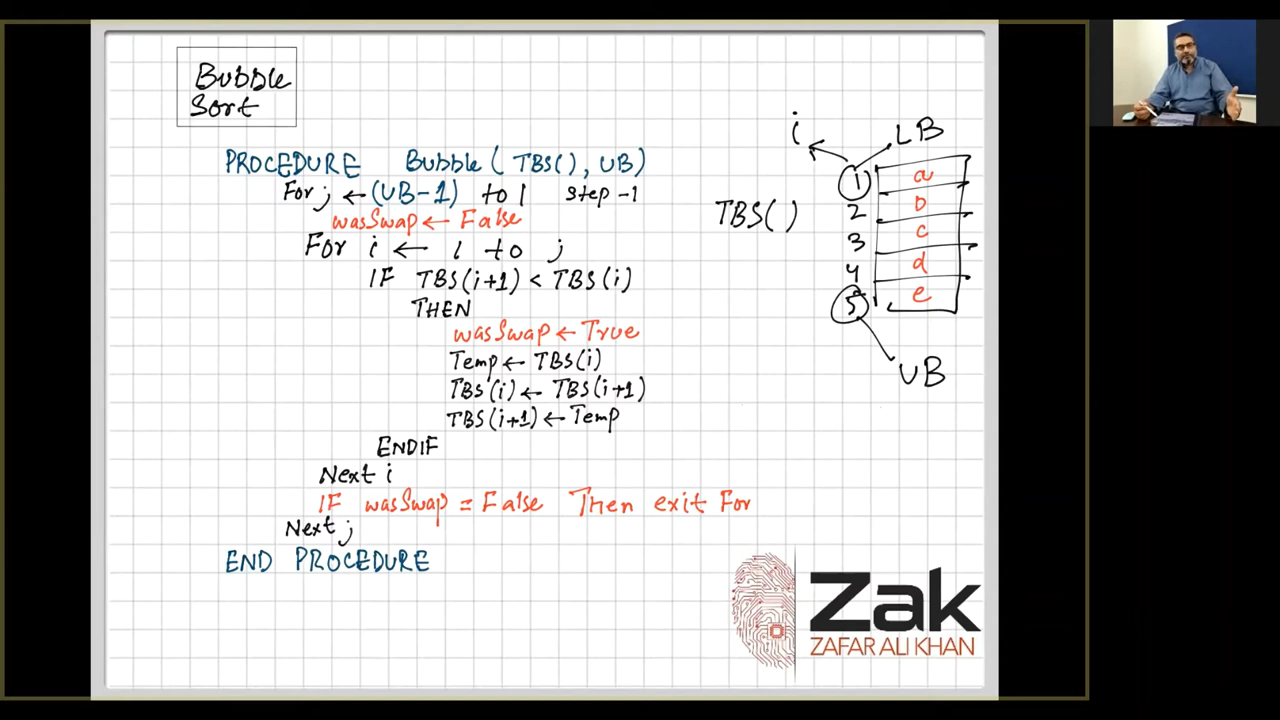 Bubble
Sort
PROCEDURE Bubble( TBS(), UB)
For j ← (UB-1) to 1 Step -1
wasSwap ← False
For i ← 1 to j
IF TBS(i+1) < TBS(i)
THEN
wasSwap ← True
Temp ← TBS(i)
TBS(i) ← TBS(i+1)
TBS(i+1) ← Temp
ENDIF
Next i
IF wasSwap = False Then exit For
Next j
END PROCEDURE
i LB
TBS()
1 a
2 b
3 c
4 d
5 e
UB
Zak
ZAFAR ALI KHAN